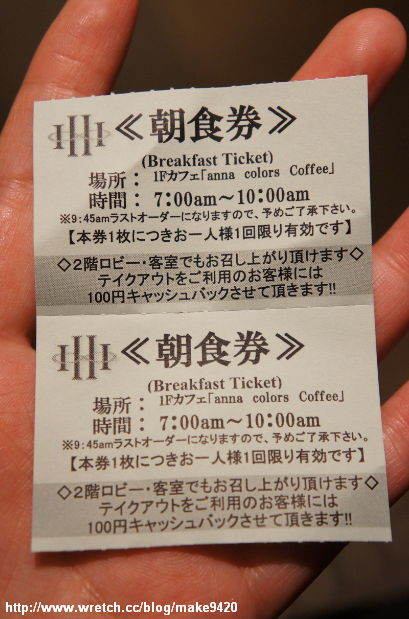 ≪朝食券≫
(Breakfast Ticket)
場所： 1Fカフェ「anna colors Coffee」
時間： 7:00am～10:00am
※9:45amラストオーダーになりますので、予めご了承下さい。
【本券1枚につきお一人様1回限り有効です】
◇2階ロビー・客室でもお召し上がり頂けます◇
テイクアウトをご利用のお客様には
100円キャッシュバックさせて頂きます!!
≪朝食券≫
(Breakfast Ticket)
場所： 1Fカフェ「anna colors Coffee」
時間： 7:00am～10:00am
※9:45amラストオーダーになりますので、予めご了承下さい。
【本券1枚につきお一人様1回限り有効です】
◇2階ロビー・客室でもお召し上がり頂けます◇
テイクアウトをご利用のお客様には
100円キャッシュバックさせて頂きます!!
http://www.wretch.cc/blog/make9420